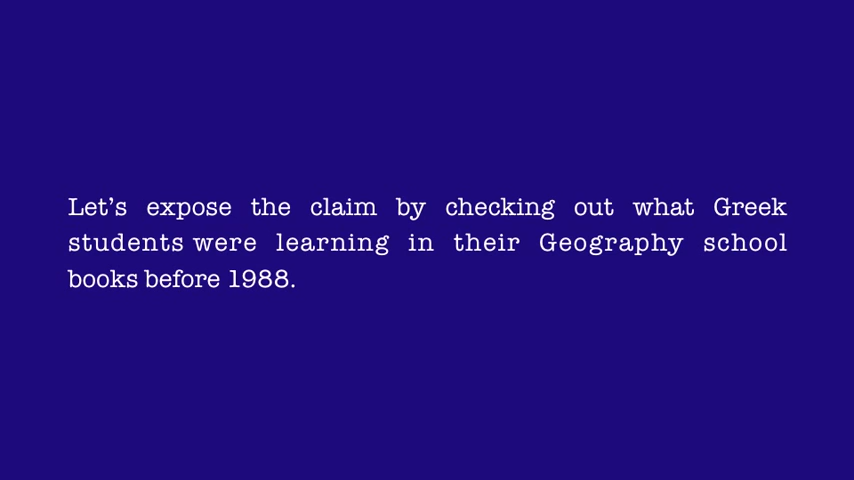 Let's expose the claim by checking out what Greek
students were learning in their Geography school
books before 1988.